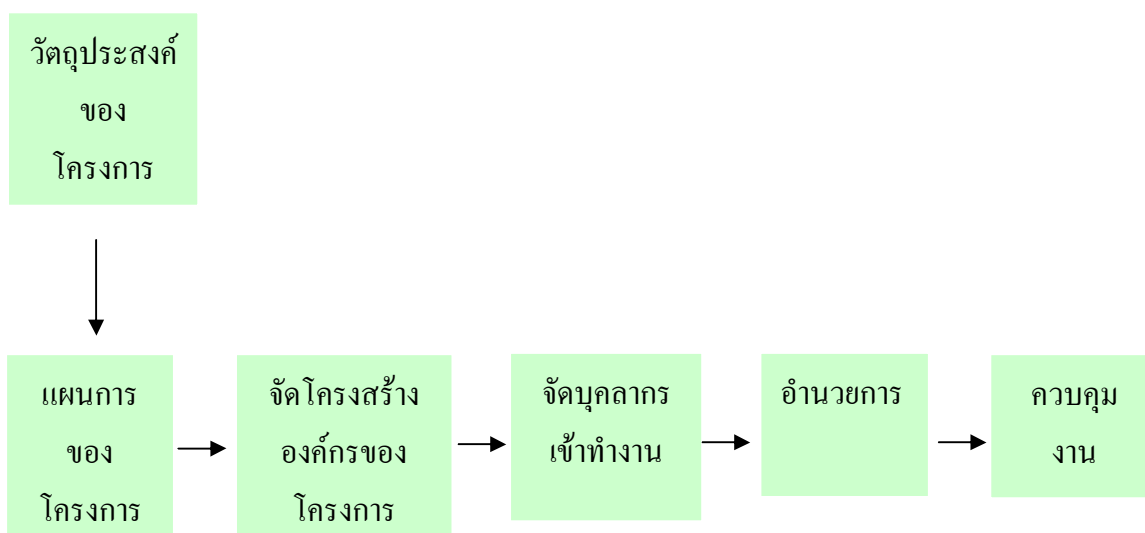 วัตถุประสงค์
ของ
โครงการ
แผนการ
ของ
โครงการ
จัดโครงสร้าง
องค์กรของ
โครงการ
จัดบุคลากร
เข้าทำงาน
อำนวยการ
ควบคุม
งาน